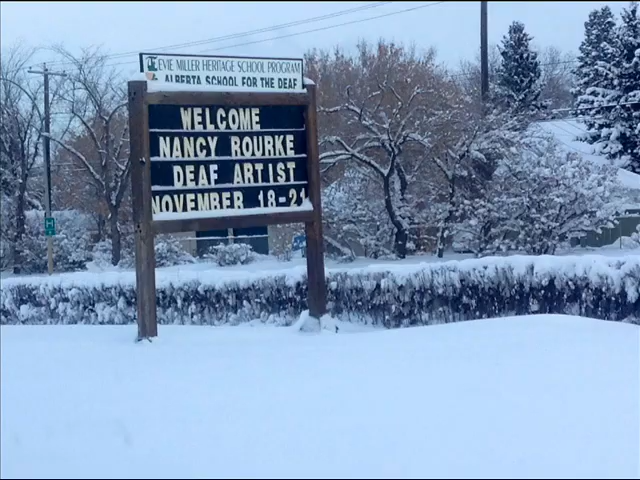 EVIE MILLER HERITAGE SCHOOL PROGRAM
ALBERTA SCHOOL FOR THE DEAF
WELCOME
NANCY ROURKE
DEAF ARTIST
NOVEMBER 18-21
H